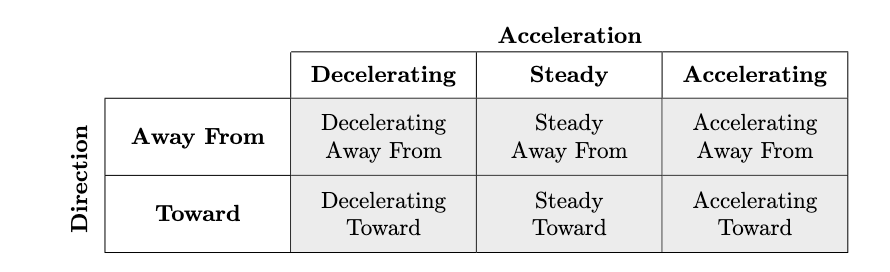 Acceleration
Decelerating Steady Accelerating
Direction
Away From
Decelerating
Away From
Steady
Away From
Accelerating
Away From
Toward
Decelerating
Toward
Steady
Toward
Accelerating
Toward